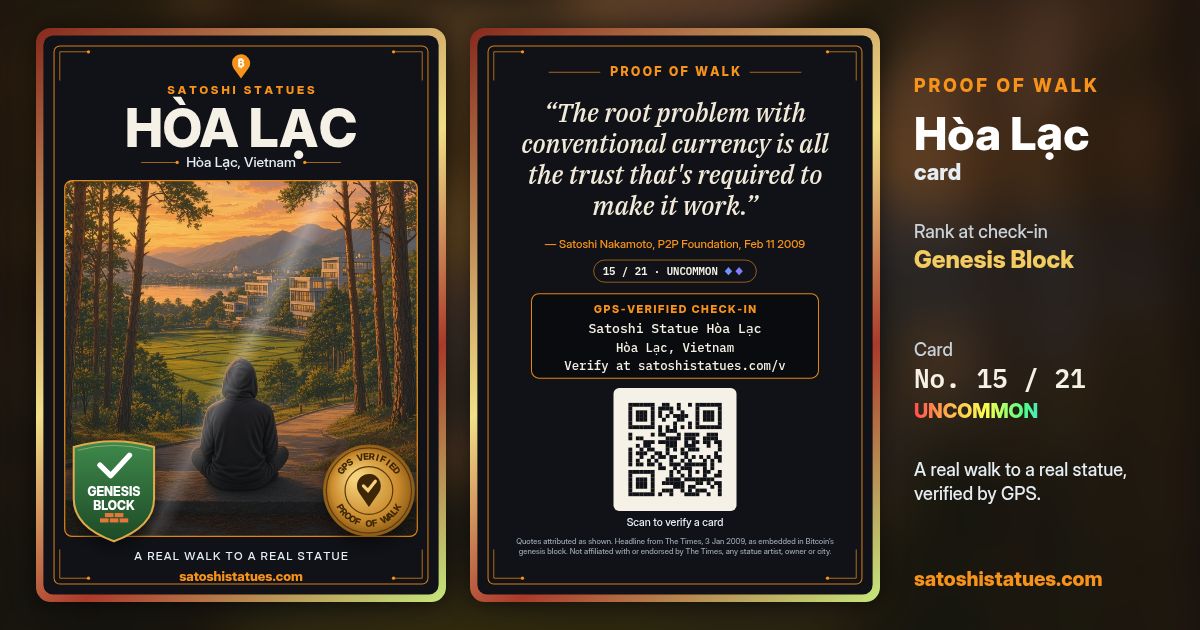 SATOSHI STATUES
HÒA LẠC
Hòa Lạc, Vietnam
GENESIS
BLOCK
GPS VERIFIED
PROOF OF WALK
A REAL WALK TO A REAL STATUE
satoshistatues.com
PROOF OF WALK
“The root problem with
conventional currency is all
the trust that's required to
make it work.”
— Satoshi Nakamoto, P2P Foundation, Feb 11 2009
15 / 21 · UNCOMMON
GPS-VERIFIED CHECK-IN
Satoshi Statue Hòa Lạc
Hòa Lạc, Vietnam
Verify at satoshistatues.com/v
Scan to verify a card
Quotes attributed as shown. Headline from The Times, 3 Jan 2009, as embedded in Bitcoin's
genesis block. Not affiliated with or endorsed by The Times, any statue artist, owner or city.
PROOF OF WALK
Hòa Lạc
card
Rank at check-in
Genesis Block
Card
No. 15 / 21
UNCOMMON
A real walk to a real statue,
verified by GPS.
satoshistatues.com